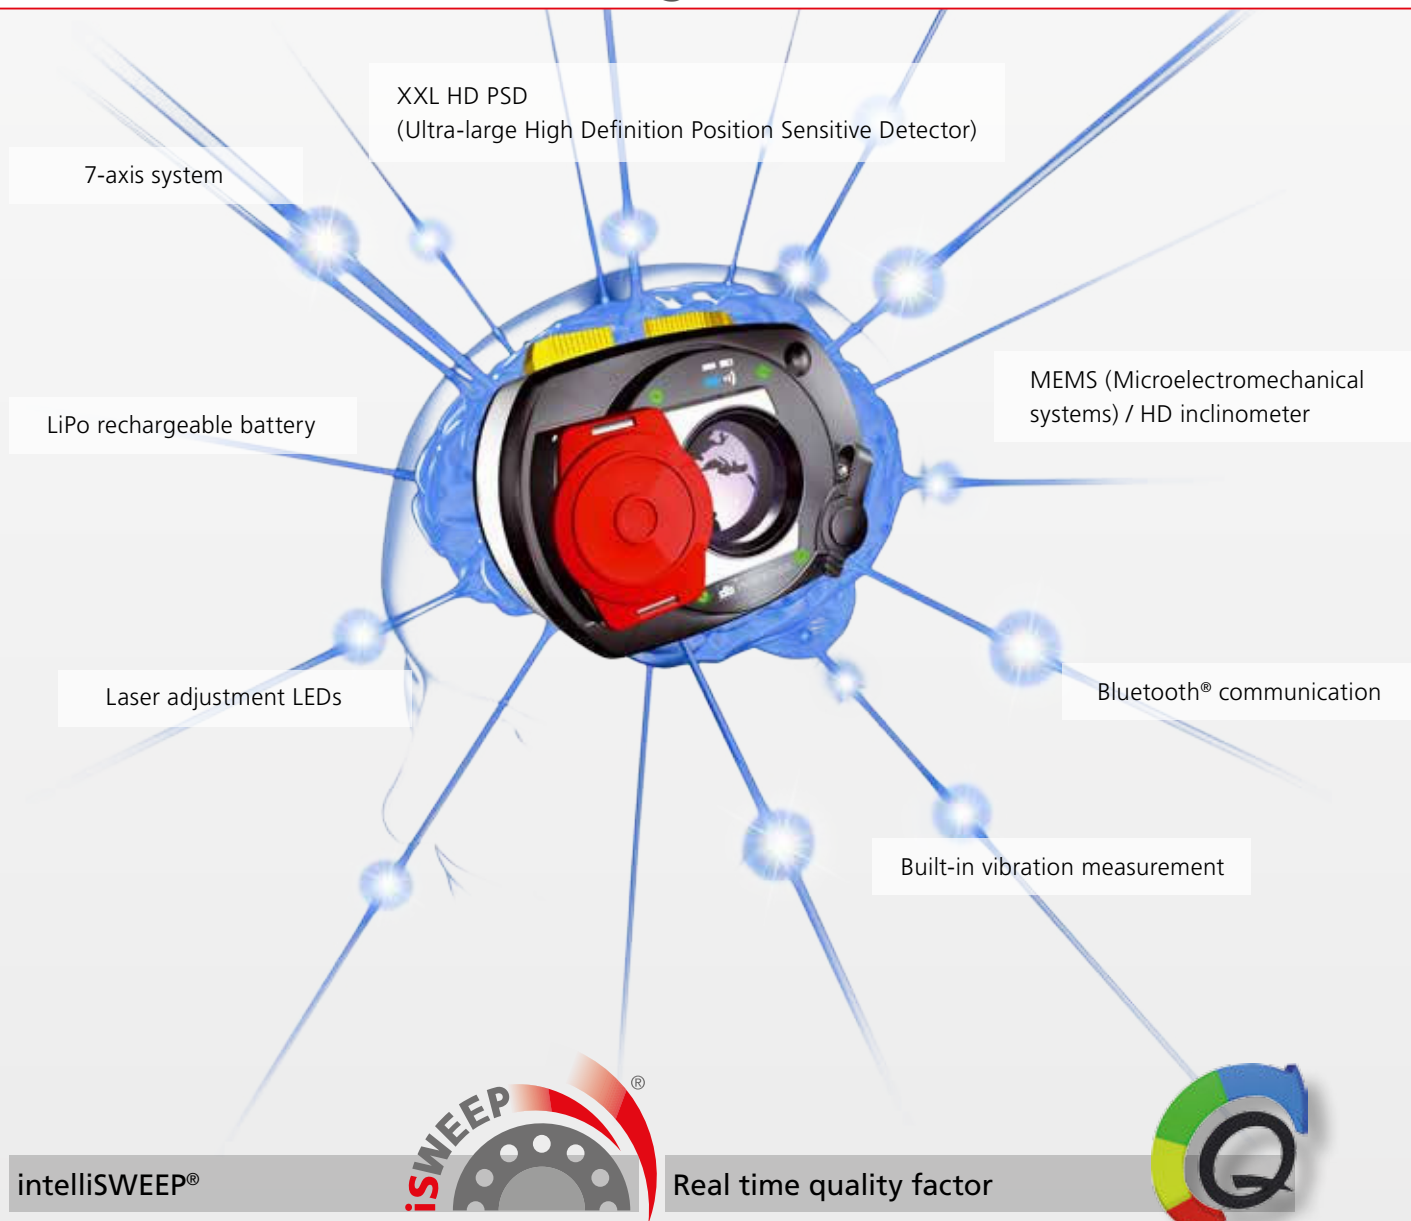 XXL HD PSD
(Ultra-large High Definition Position Sensitive Detector)
7-axis system
MEMS (Microelectromechanical
systems) / HD inclinometer
LiPo rechargeable battery
Laser adjustment LEDs
Bluetooth® communication
Built-in vibration measurement
iSWEEP ®
intelliSWEEP®
Real time quality factor
Q